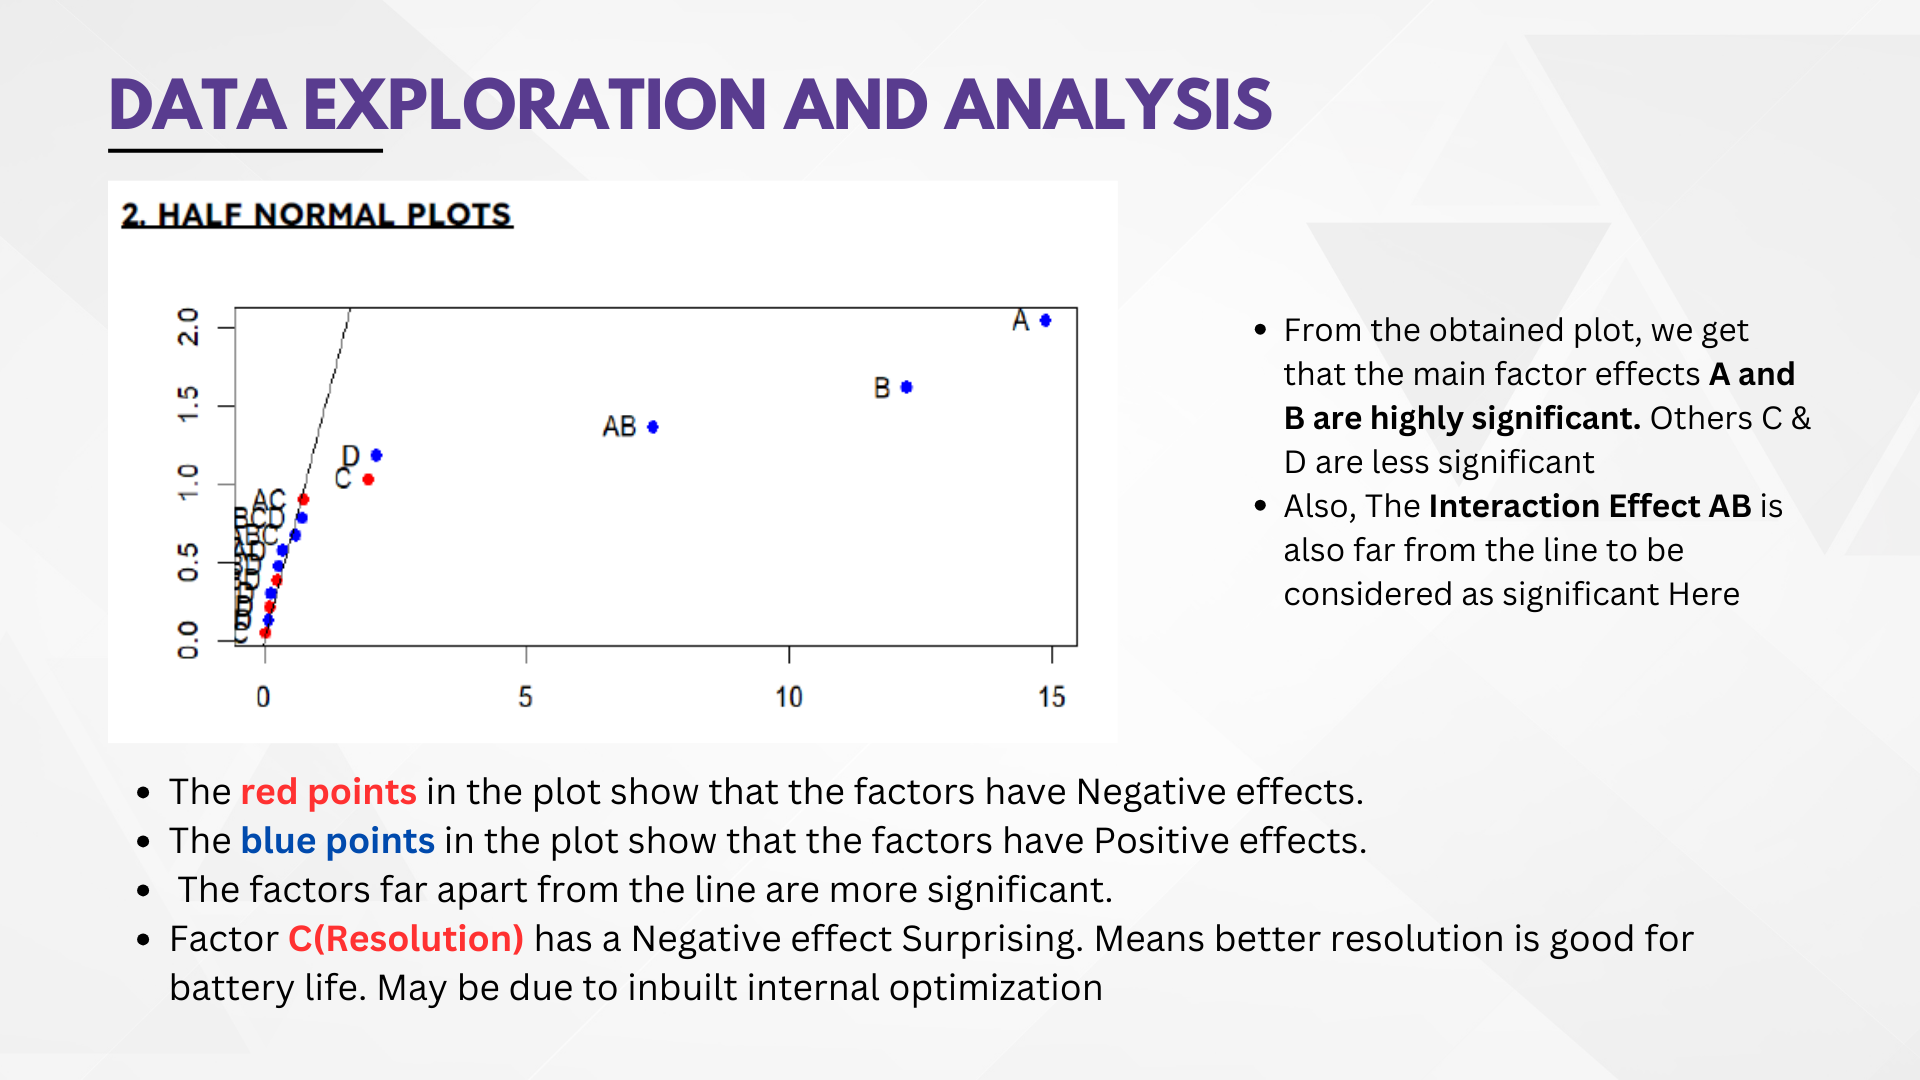 DATA EXPLORATION AND ANALYSIS
2. HALF NORMAL PLOTS
2.0
1.5
1.0
0.5
0.0
A
B
AB
D
C
AC
BCD
ABC
AD
0
5
10
15
From the obtained plot, we get
that the main factor effects A and
B are highly significant. Others C &
D are less significant
Also, The Interaction Effect AB is
also far from the line to be
considered as significant Here
The red points in the plot show that the factors have Negative effects.
The blue points in the plot show that the factors have Positive effects.
The factors far apart from the line are more significant.
Factor C(Resolution) has a Negative effect Surprising. Means better resolution is good for
battery life. May be due to inbuilt internal optimization